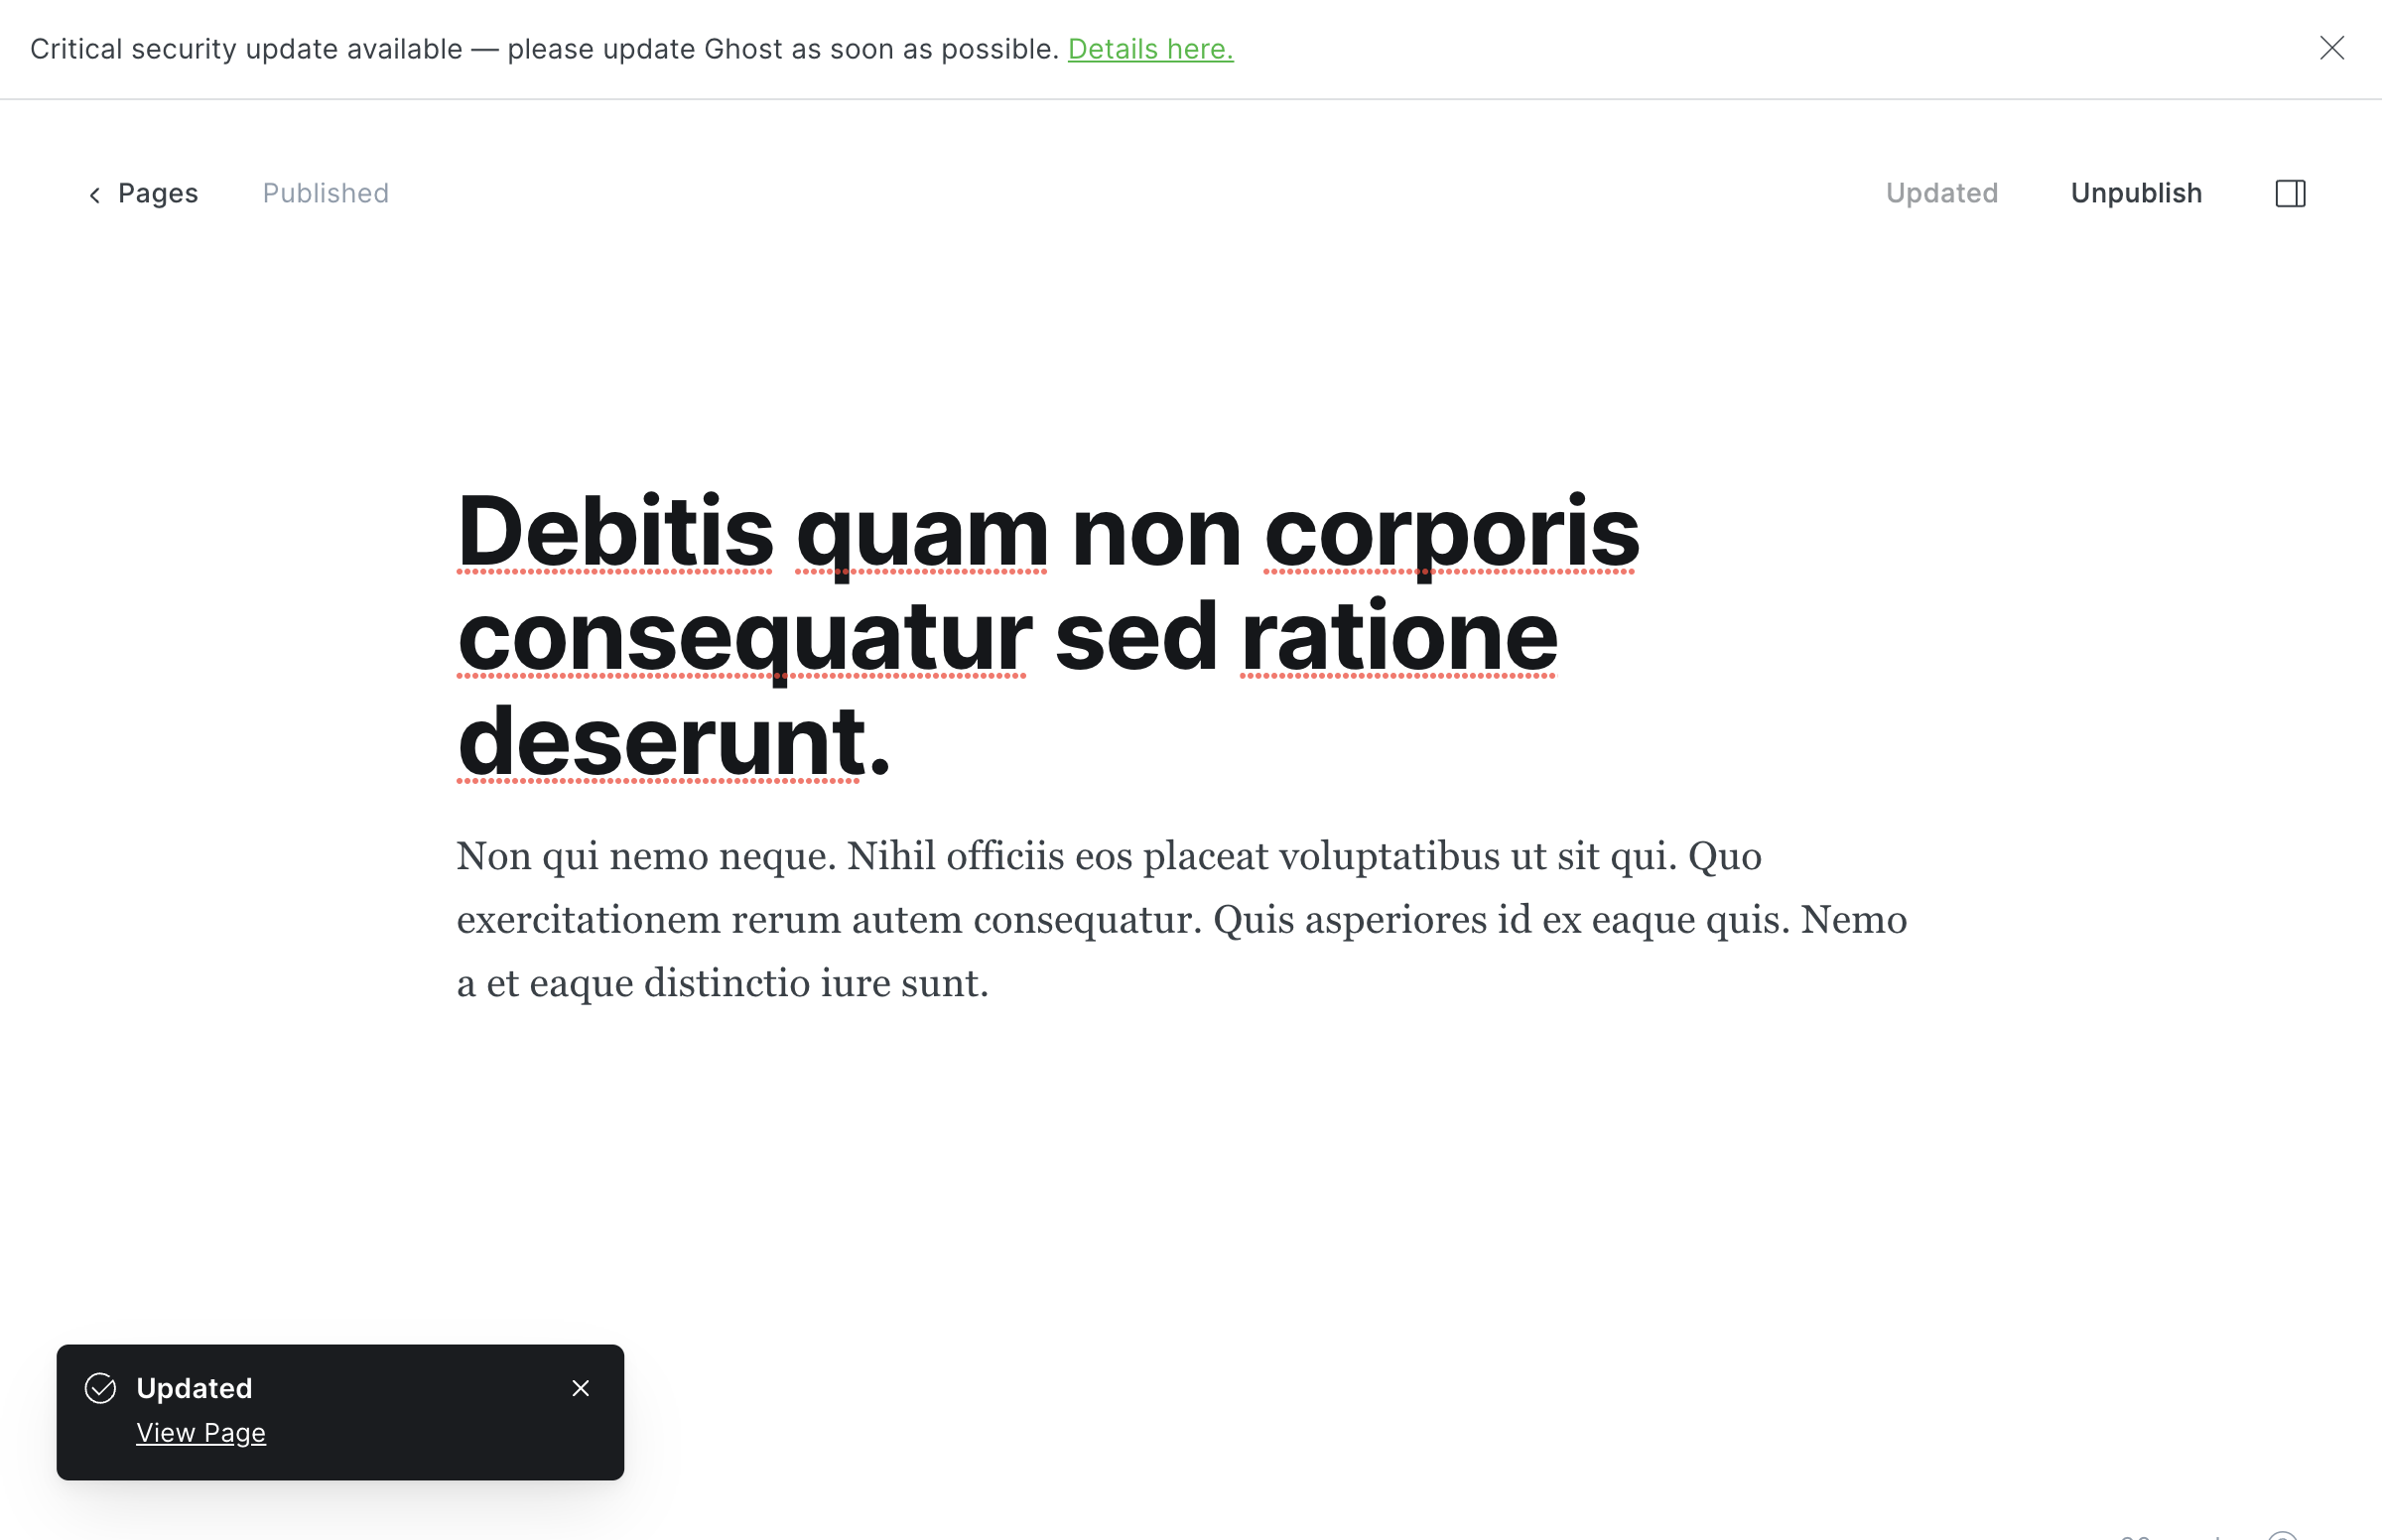 Critical security update available — please update Ghost as soon as possible. Details here.
Pages Published Updated Unpublish
Debitis quam non corporis
consequatur sed ratione
deserunt.
Non qui nemo neque. Nihil officiis eos placeat voluptatibus ut sit qui. Quo
exercitationem rerum autem consequatur. Quis asperiores id ex eaque quis. Nemo
a et eaque distinctio iure sunt.
Updated
View Page